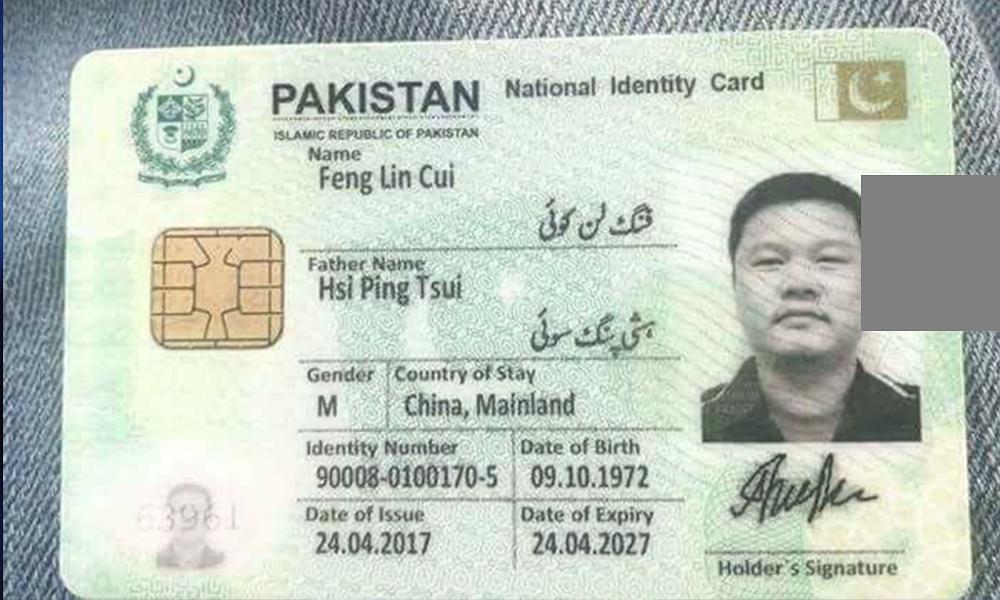 PAKISTAN National Identity Card
ISLAMIC REPUBLIC OF PAKISTAN
Name
Feng Lin Cui
فنگ لن کوئی
Father Name
Hsi Ping Tsui
ہشی پنگ سوئی
Gender Country of Stay
M China, Mainland
Identity Number Date of Birth
90008-0100170-5 09.10.1972
Date of Issue Date of Expiry
24.04.2017 24.04.2027
63961
Holder's Signature